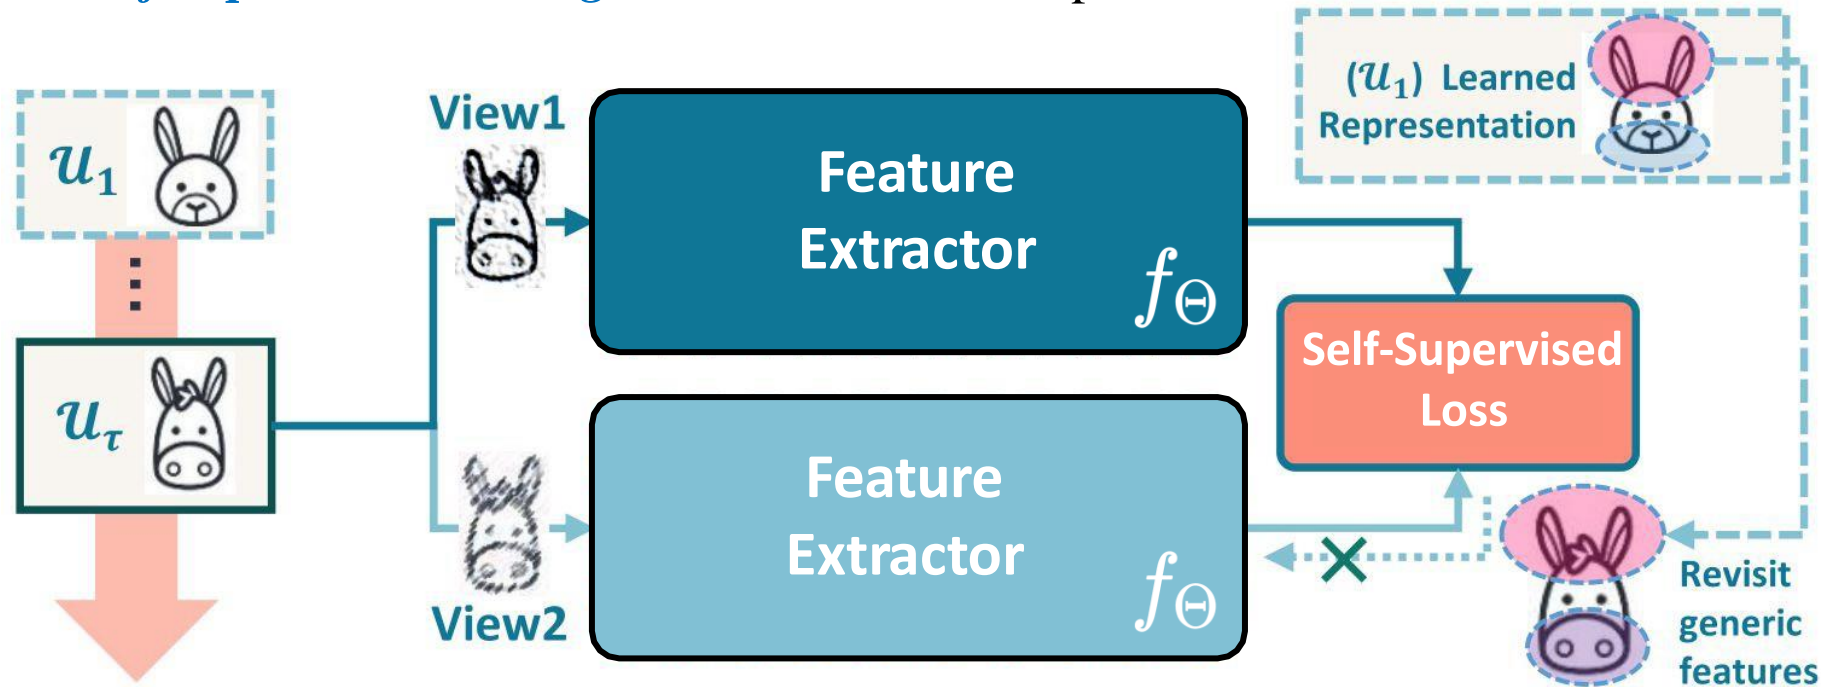 𝒰₁
⋮
𝒰τ
View1
View2
Feature
Extractor
fΘ
Feature
Extractor
fΘ
(𝒰₁) Learned
Representation
Self-Supervised
Loss
Revisit
generic
features